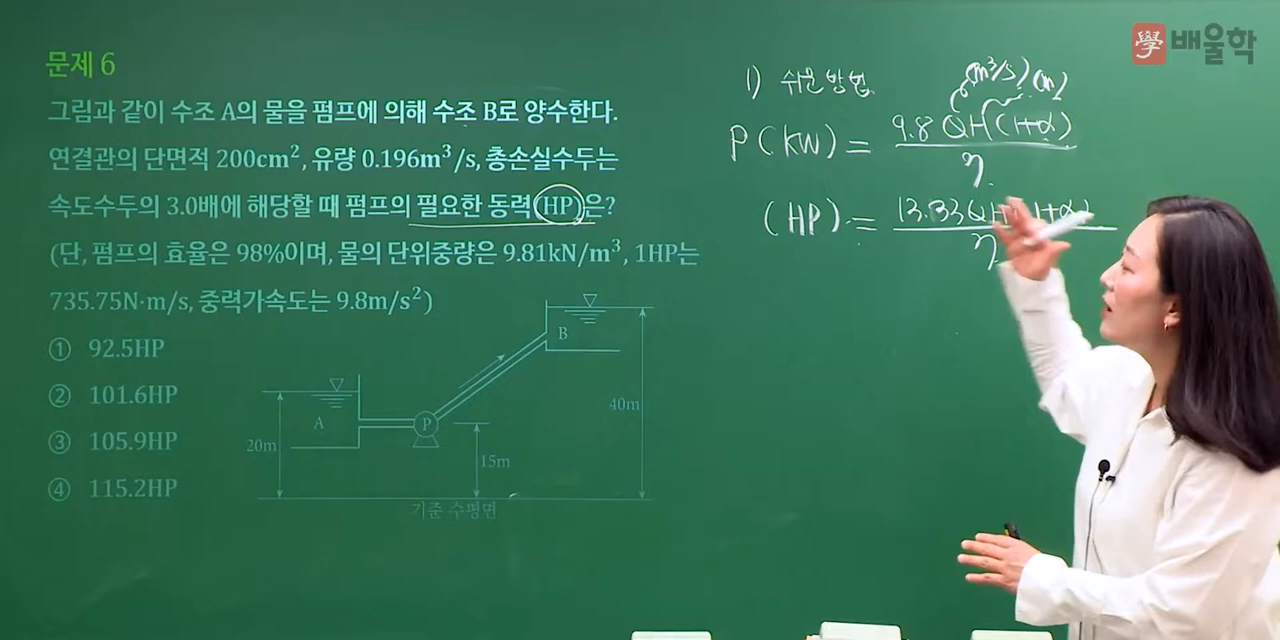 學 배울학
문제 6
그림과 같이 수조 A의 물을 펌프에 의해 수조 B로 양수한다.
연결관의 단면적 200cm², 유량 0.196m³/s, 총손실수두는
속도수두의 3.0배에 해당할 때 펌프의 필요한 동력(HP)은?
(단, 펌프의 효율은 98%이며, 물의 단위중량은 9.81kN/m³, 1HP는
735.75N·m/s, 중력가속도는 9.8m/s²)
① 92.5HP
② 101.6HP
③ 105.9HP
④ 115.2HP
B
A
P
40m
20m
15m
기준 수평면
1) 쉬운방법
(m³/s) (m)
P(KW) = 9.8QH(1+α)
η
(HP) = 13.33QH(1+α)
η